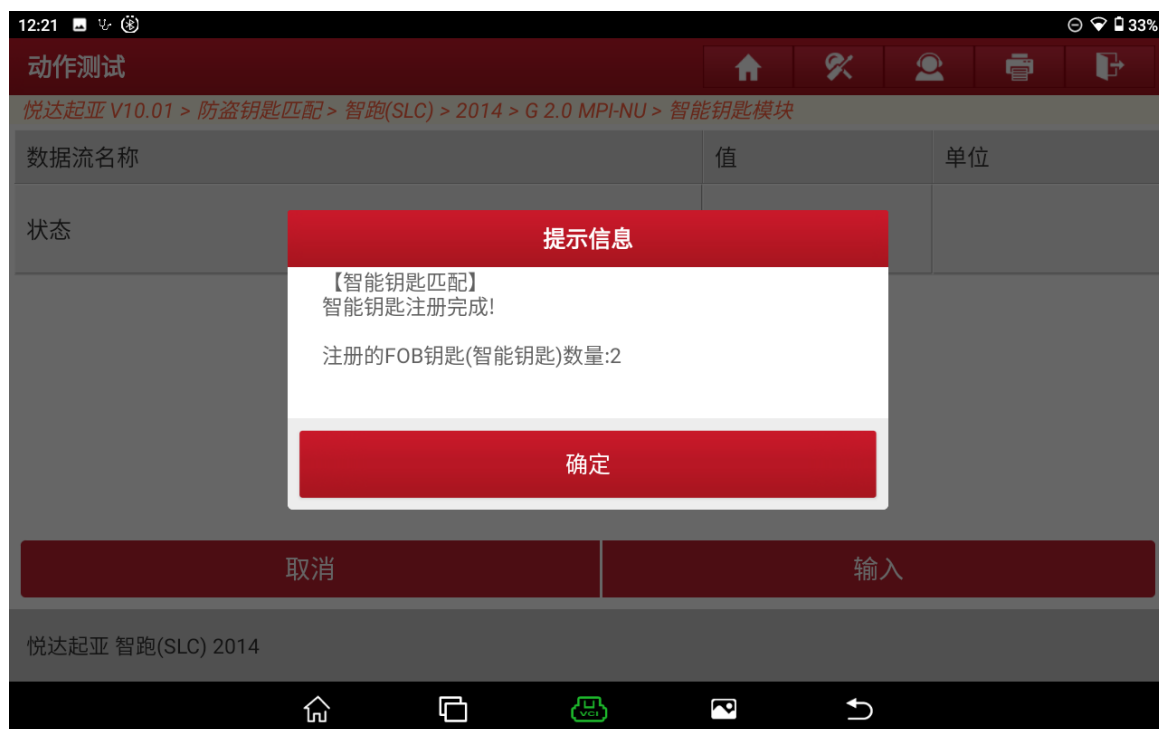 12:21 33%
动作测试
悦达起亚 V10.01 > 防盗钥匙匹配 > 智跑(SLC) > 2014 > G 2.0 MPI-NU > 智能钥匙模块
数据流名称 值 单位
状态
提示信息
【智能钥匙匹配】
智能钥匙注册完成!
注册的FOB钥匙(智能钥匙)数量:2
确定
取消 输入
悦达起亚 智跑(SLC) 2014
VCI